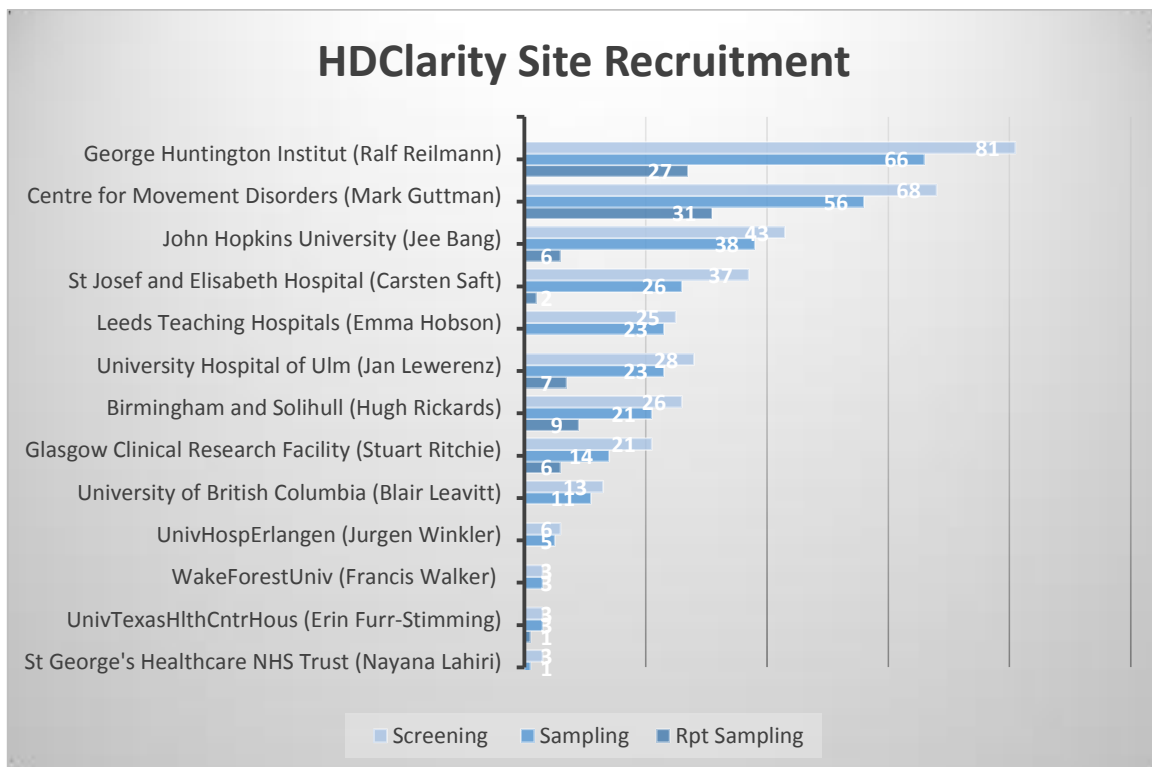 HDClarity Site Recruitment
George Huntington Institut (Ralf Reilmann)
81
66
27
Centre for Movement Disorders (Mark Guttman)
68
56
31
John Hopkins University (Jee Bang)
43
38
6
St Josef and Elisabeth Hospital (Carsten Saft)
37
26
2
Leeds Teaching Hospitals (Emma Hobson)
25
23
University Hospital of Ulm (Jan Lewerenz)
28
23
7
Birmingham and Solihull (Hugh Rickards)
26
21
9
Glasgow Clinical Research Facility (Stuart Ritchie)
21
14
6
University of British Columbia (Blair Leavitt)
13
11
UnivHospErlangen (Jurgen Winkler)
6
5
WakeForestUniv (Francis Walker)
3
3
UnivTexasHlthCntrHous (Erin Furr-Stimming)
3
3
1
St George's Healthcare NHS Trust (Nayana Lahiri)
3
1
Screening Sampling Rpt Sampling